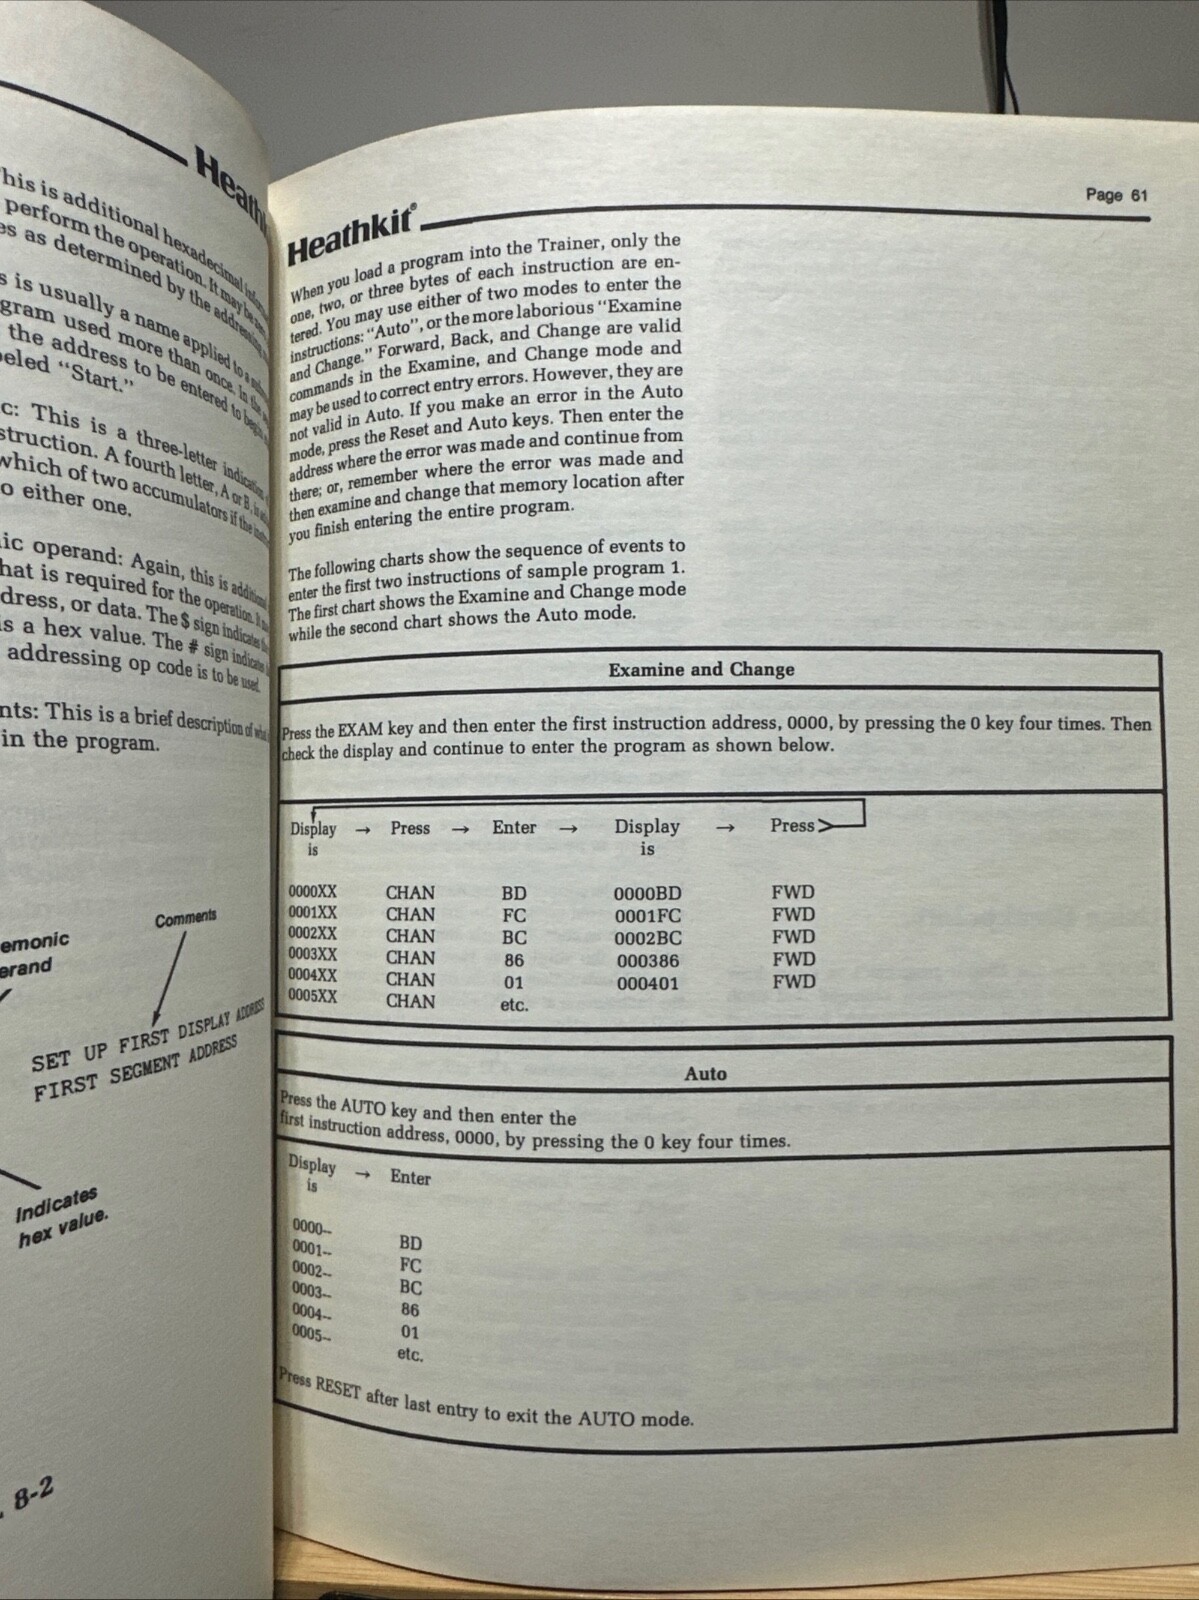 Heathkit
his is additional hexadecimal
perform the operation. It may be
es as determined by the addressing
s is usually a name applied to a
gram used more than once. In the
the address to be entered to begin
eled "Start."
c: This is a three-letter indication
struction. A fourth letter, A or B, is
which of two accumulators if the
o either one.
ic operand: Again, this is additional
hat is required for the operation. It
dress, or data. The $ sign indicates
is a hex value. The # sign indicates
addressing op code is to be used.
nts: This is a brief description of
in the program.
Comments
emonic
erand
SET UP FIRST DISPLAY ADDRESS
FIRST SEGMENT ADDRESS
Indicates
hex value.
8-2
Heathkit®
Page 61
When you load a program into the Trainer, only the
one, two, or three bytes of each instruction are en-
tered. You may use either of two modes to enter the
instructions: "Auto", or the more laborious "Examine
and Change." Forward, Back, and Change are valid
commands in the Examine, and Change mode and
may be used to correct entry errors. However, they are
not valid in Auto. If you make an error in the Auto
mode, press the Reset and Auto keys. Then enter the
address where the error was made and continue from
there; or, remember where the error was made and
then examine and change that memory location after
you finish entering the entire program.
The following charts show the sequence of events to
enter the first two instructions of sample program 1.
The first chart shows the Examine and Change mode
while the second chart shows the Auto mode.
Examine and Change
Press the EXAM key and then enter the first instruction address, 0000, by pressing the 0 key four times. Then
check the display and continue to enter the program as shown below.
Display → Press → Enter → Display → Press
is is
0000XX CHAN BD 0000BD FWD
0001XX CHAN FC 0001FC FWD
0002XX CHAN BC 0002BC FWD
0003XX CHAN 86 000386 FWD
0004XX CHAN 01 000401 FWD
0005XX CHAN etc.
Auto
Press the AUTO key and then enter the
first instruction address, 0000, by pressing the 0 key four times.
Display → Enter
is
0000-- BD
0001-- FC
0002-- BC
0003-- 86
0004-- 01
0005-- etc.
Press RESET after last entry to exit the AUTO mode.